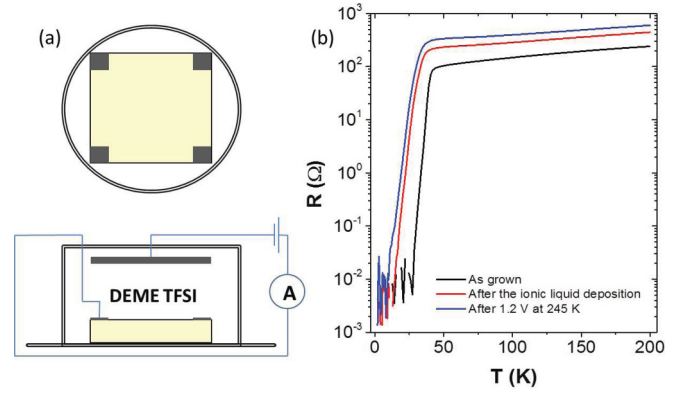 (a)
DEME TFSI
A
(b)
R (Ω)
10³
10²
10¹
10⁰
10⁻¹
10⁻²
10⁻³
As grown
After the ionic liquid deposition
After 1.2 V at 245 K
0 50 100 150 200
T (K)